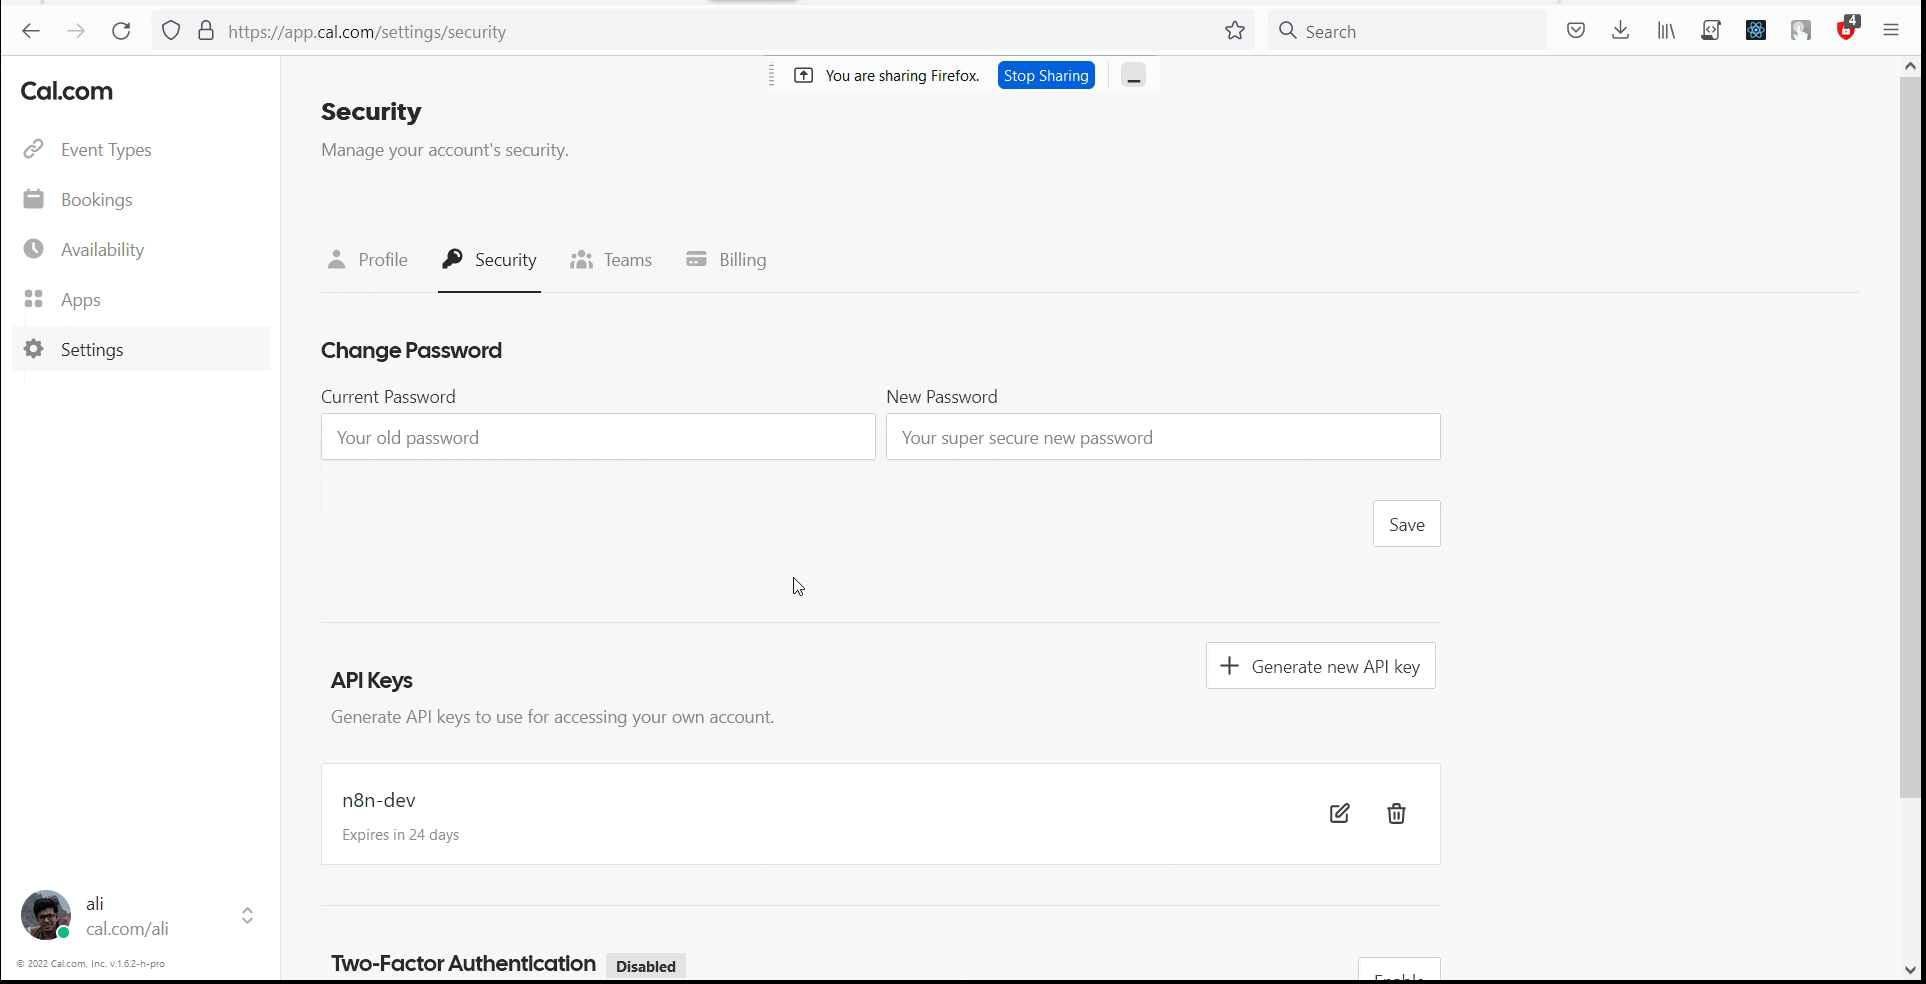 https://app.cal.com/settings/security
Search
4
Cal.com
You are sharing Firefox.
Stop Sharing
Security
Manage your account's security.
Event Types
Bookings
Availability
Apps
Settings
Profile
Security
Teams
Billing
Change Password
Current Password
New Password
Your old password
Your super secure new password
Save
API Keys
Generate new API key
Generate API keys to use for accessing your own account.
n8n-dev
Expires in 24 days
ali
cal.com/ali
© 2022 Cal.com, Inc. v.1.6.2-h-pro
Two-Factor Authentication
Disabled
Enable